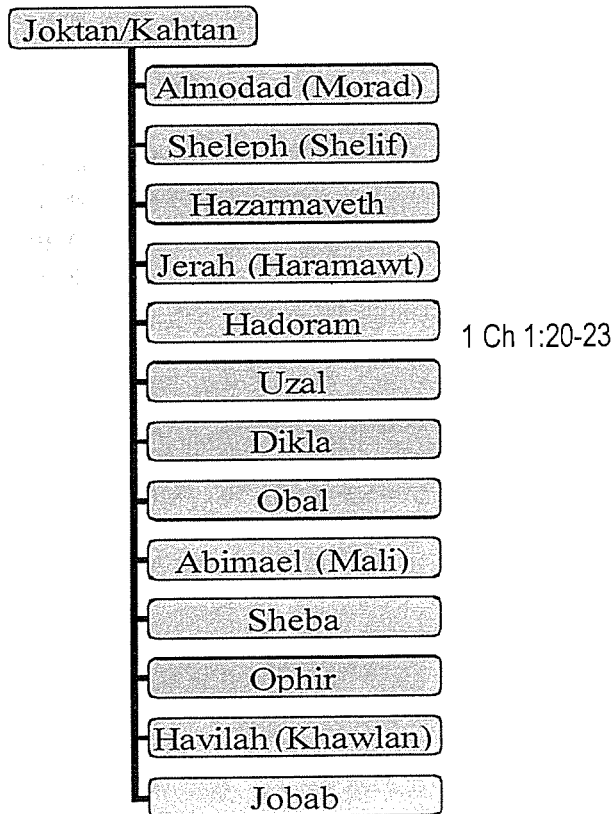 Joktan/Kahtan
Almodad (Morad)
Sheleph (Shelif)
Hazarmaveth
Jerah (Haramawt)
Hadoram
1 Ch 1:20-23
Uzal
Dikla
Obal
Abimael (Mali)
Sheba
Ophir
Havilah (Khawlan)
Jobab